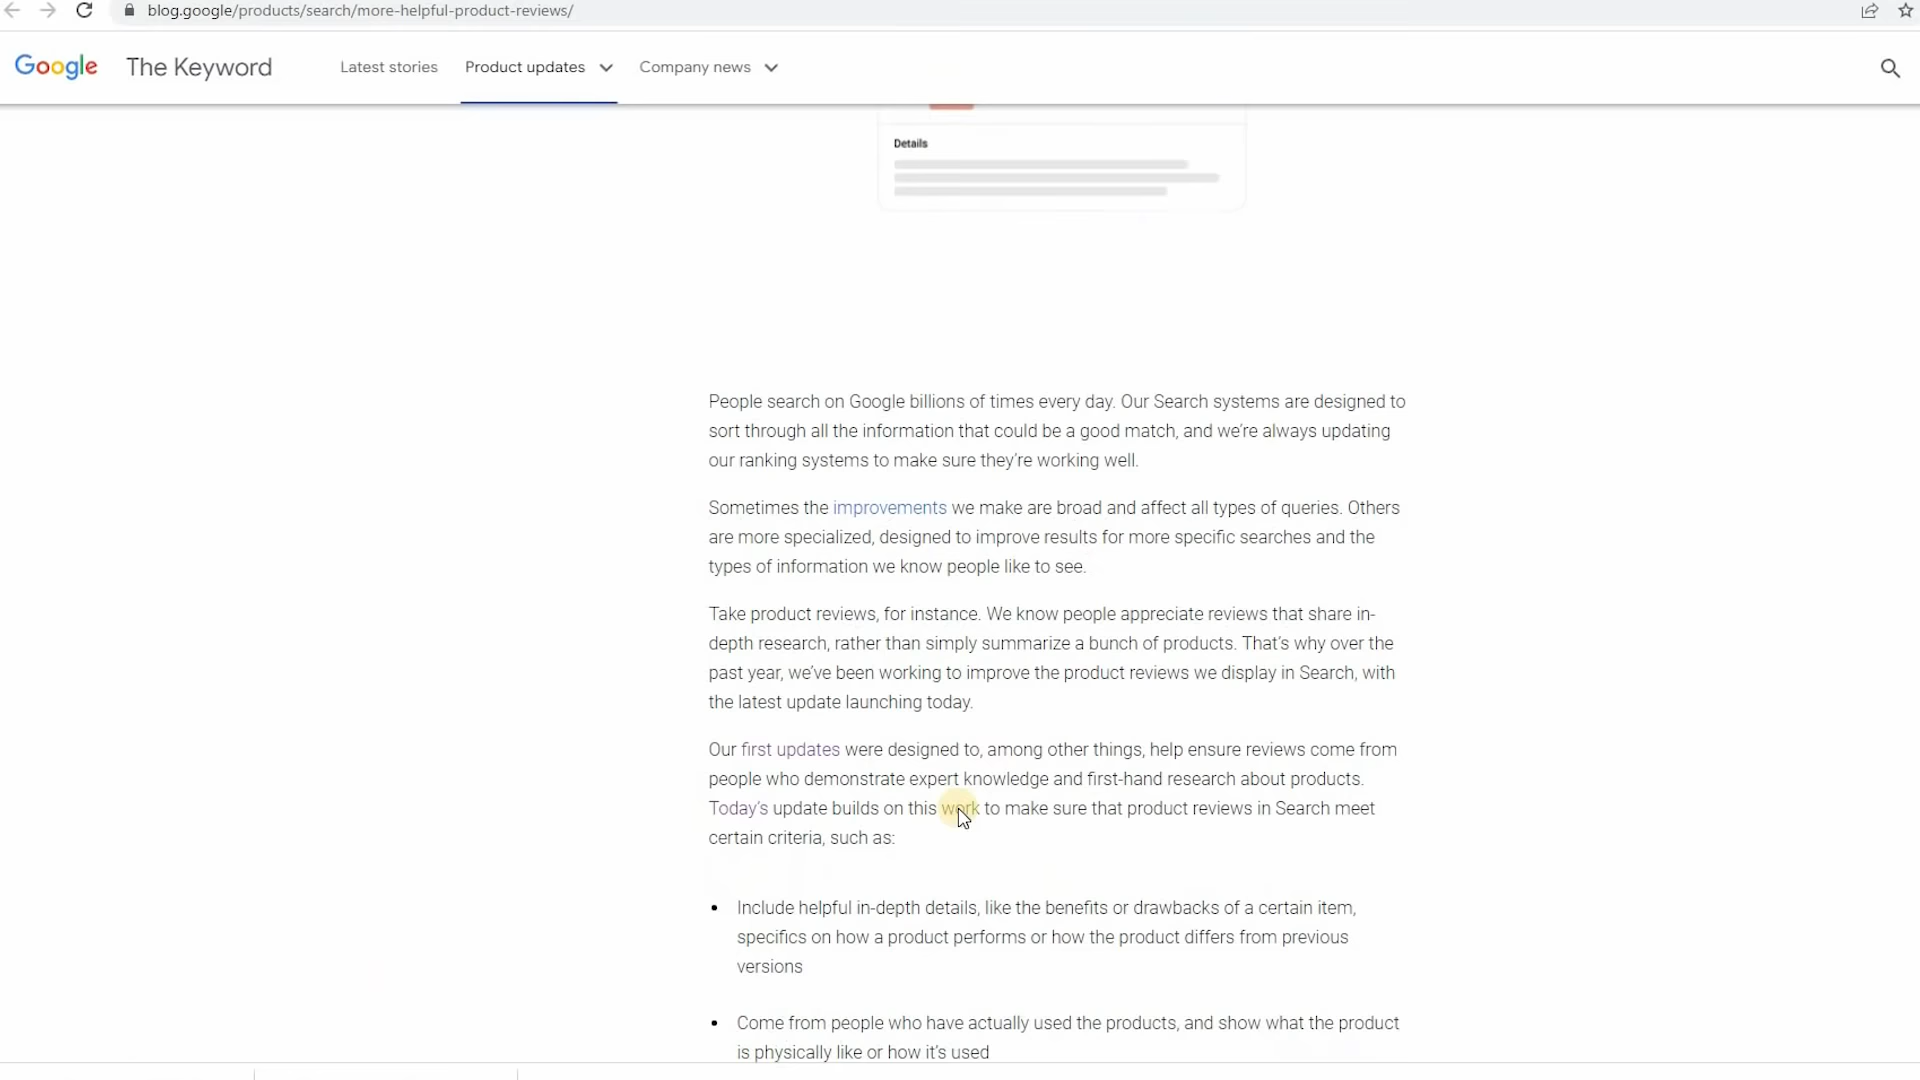 blog.google/products/search/more-helpful-product-reviews/
Google The Keyword Latest stories Product updates Company news
Details
People search on Google billions of times every day. Our Search systems are designed to
sort through all the information that could be a good match, and we’re always updating
our ranking systems to make sure they’re working well.
Sometimes the improvements we make are broad and affect all types of queries. Others
are more specialized, designed to improve results for more specific searches and the
types of information we know people like to see.
Take product reviews, for instance. We know people appreciate reviews that share in-
depth research, rather than simply summarize a bunch of products. That’s why over the
past year, we’ve been working to improve the product reviews we display in Search, with
the latest update launching today.
Our first updates were designed to, among other things, help ensure reviews come from
people who demonstrate expert knowledge and first-hand research about products.
Today’s update builds on this work to make sure that product reviews in Search meet
certain criteria, such as:
• Include helpful in-depth details, like the benefits or drawbacks of a certain item,
specifics on how a product performs or how the product differs from previous
versions
• Come from people who have actually used the products, and show what the product
is physically like or how it’s used